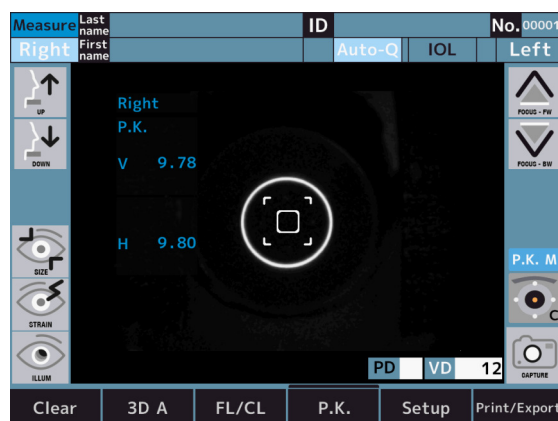 Measure Last name ID No. 00001
Right First name Auto-Q IOL Left
UP
DOWN
SIZE
STRAIN
ILLUM
Right
P.K.
V 9.78
H 9.80
FOCUS - FW
FOCUS - BW
P.K. M
C
CAPTURE
PD VD 12
Clear 3D A FL/CL P.K. Setup Print/Export